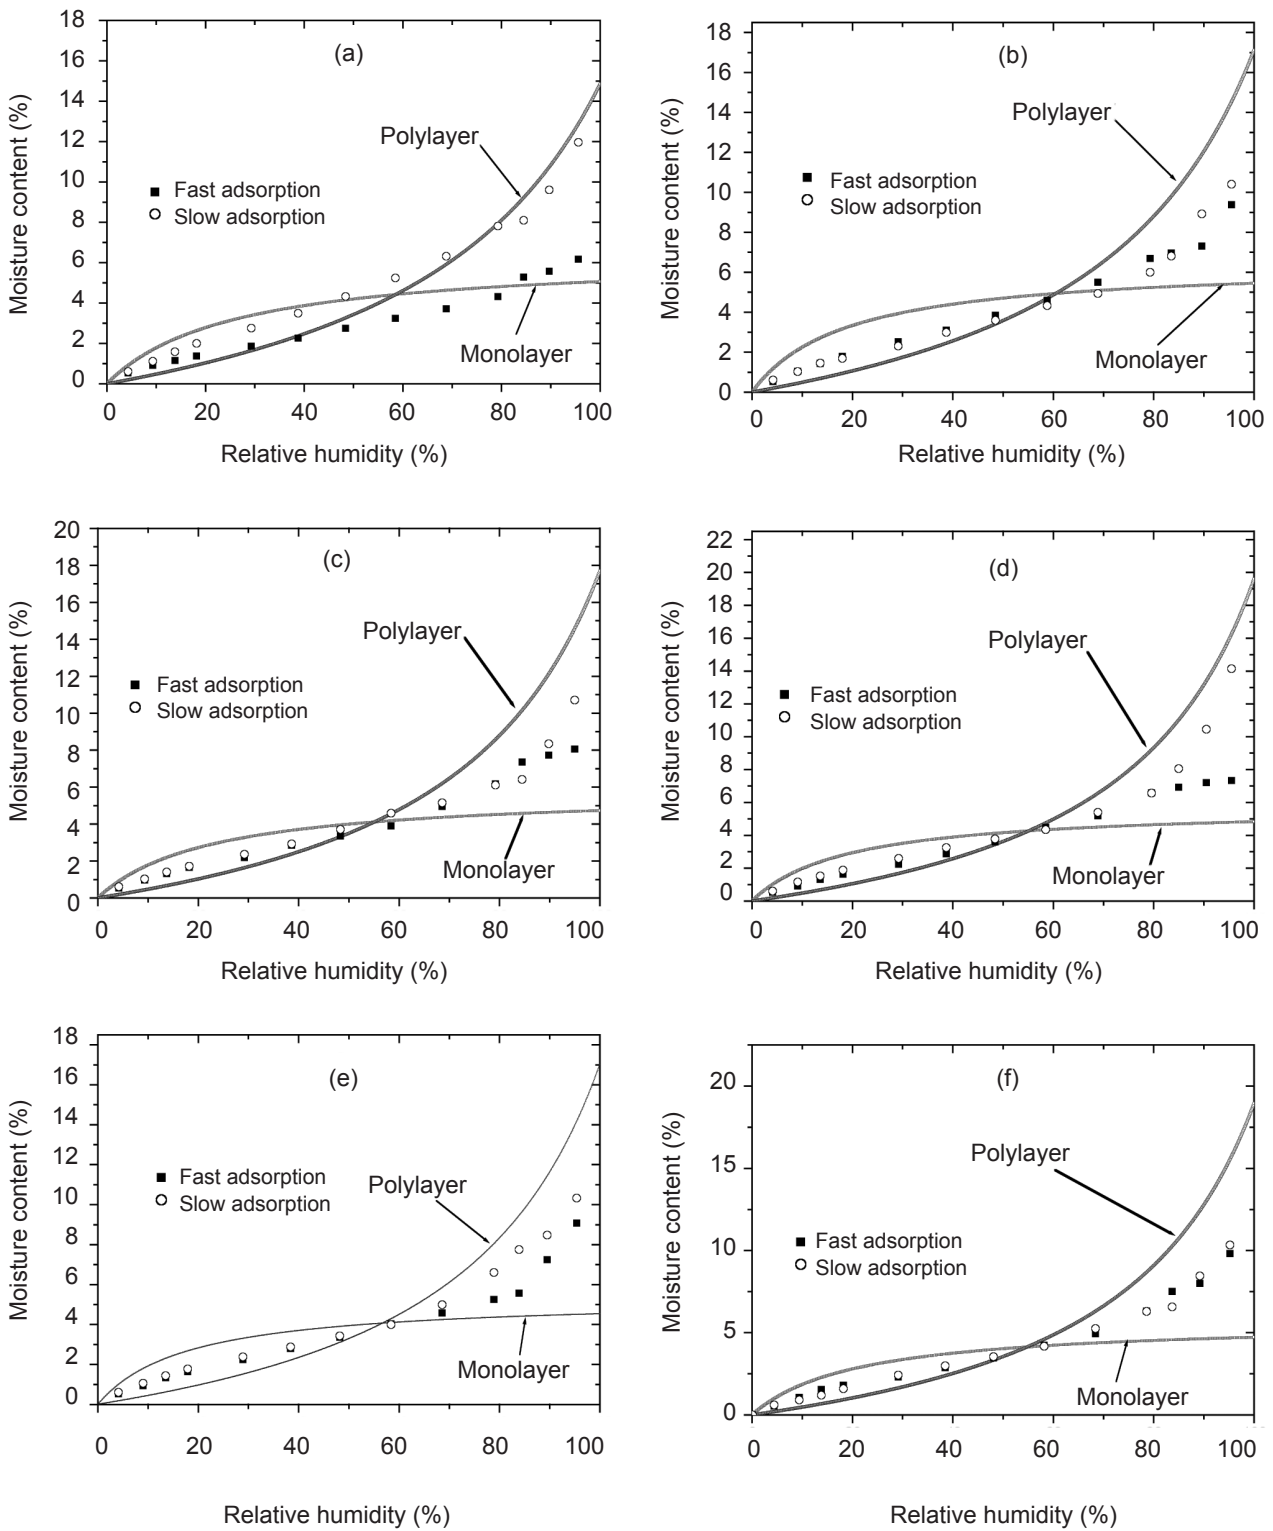 18
16
14
12
10
8
6
4
2
0
Moisture content (%)
(a)
Polylayer
Fast adsorption
Slow adsorption
Monolayer
0 20 40 60 80 100
Relative humidity (%)
18
16
14
12
10
8
6
4
2
0
Moisture content (%)
(b)
Polylayer
Fast adsorption
Slow adsorption
Monolayer
0 20 40 60 80 100
Relative humidity (%)
20
18
16
14
12
10
8
6
4
2
0
Moisture content (%)
(c)
Polylayer
Fast adsorption
Slow adsorption
Monolayer
0 20 40 60 80 100
Relative humidity (%)
22
20
18
16
14
12
10
8
6
4
2
0
Moisture content (%)
(d)
Polylayer
Fast adsorption
Slow adsorption
Monolayer
0 20 40 60 80 100
Relative humidity (%)
18
16
14
12
10
8
6
4
2
0
Moisture content (%)
(e)
Fast adsorption
Slow adsorption
Polylayer
Monolayer
0 20 40 60 80 100
Relative humidity (%)
20
15
10
5
0
Moisture content (%)
(f)
Polylayer
Fast adsorption
Slow adsorption
Monolayer
0 20 40 60 80 100
Relative humidity (%)